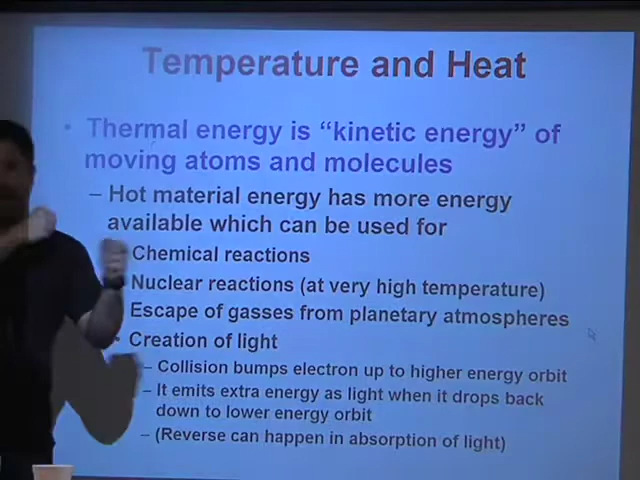 Temperature and Heat
• Thermal energy is “kinetic energy” of
moving atoms and molecules
– Hot material energy has more energy
available which can be used for
Chemical reactions
Nuclear reactions (at very high temperature)
Escape of gasses from planetary atmospheres
• Creation of light
– Collision bumps electron up to higher energy orbit
– It emits extra energy as light when it drops back
down to lower energy orbit
– (Reverse can happen in absorption of light)